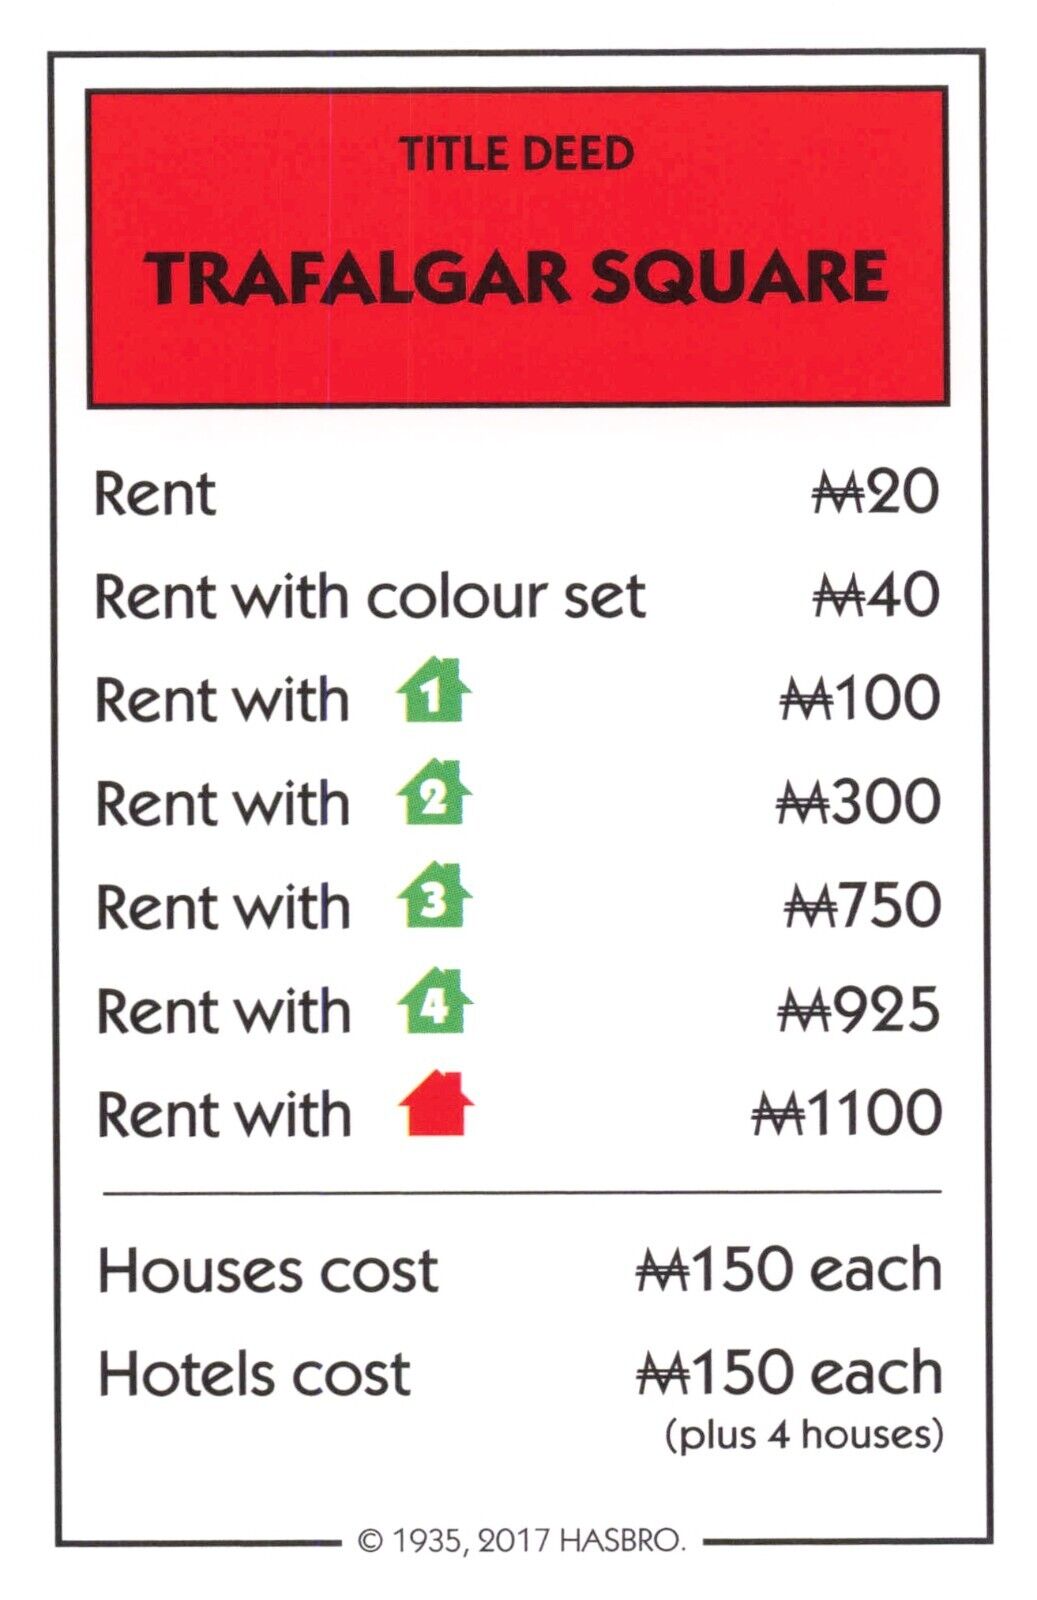 TITLE DEED
TRAFALGAR SQUARE
Rent ₩20
Rent with colour set ₩40
Rent with 1 ₩100
Rent with 2 ₩300
Rent with 3 ₩750
Rent with 4 ₩925
Rent with ₩1100
Houses cost ₩150 each
Hotels cost ₩150 each
(plus 4 houses)
© 1935, 2017 HASBRO.